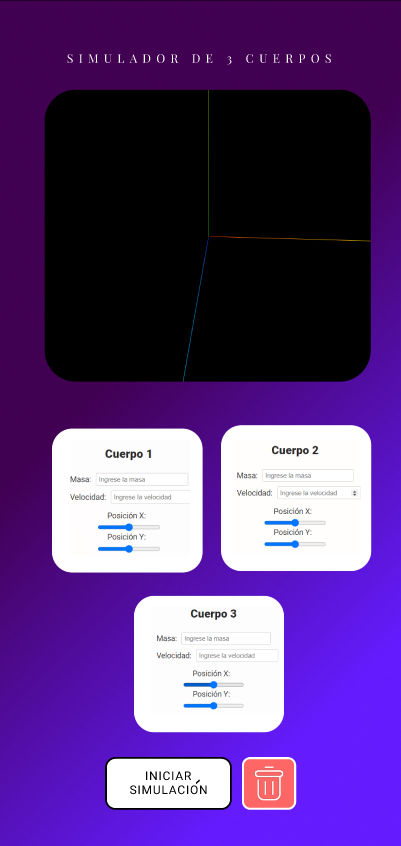 SIMULADOR DE 3 CUERPOS
Cuerpo 1
Masa: Ingrese la masa
Velocidad: Ingrese la velocidad
Posición X:
Posición Y:
Cuerpo 2
Masa: Ingrese la masa
Velocidad: Ingrese la velocidad
Posición X:
Posición Y:
Cuerpo 3
Masa: Ingrese la masa
Velocidad: Ingrese la velocidad
Posición X:
Posición Y:
INICIAR
SIMULACIÓN